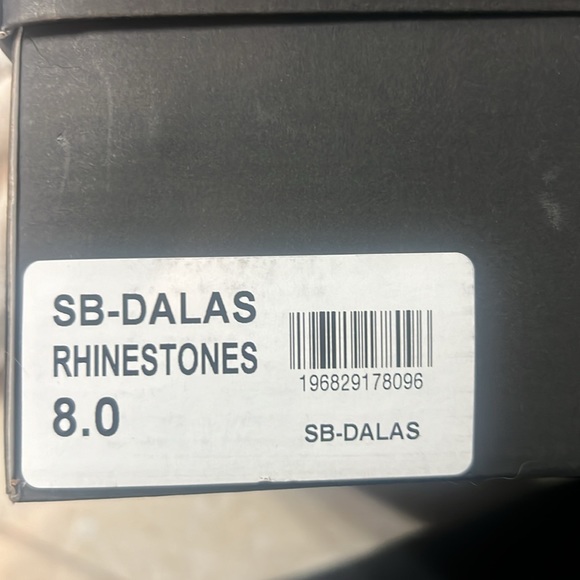 SB-DALAS
RHINESTONES
8.0
196829178096
SB-DALAS